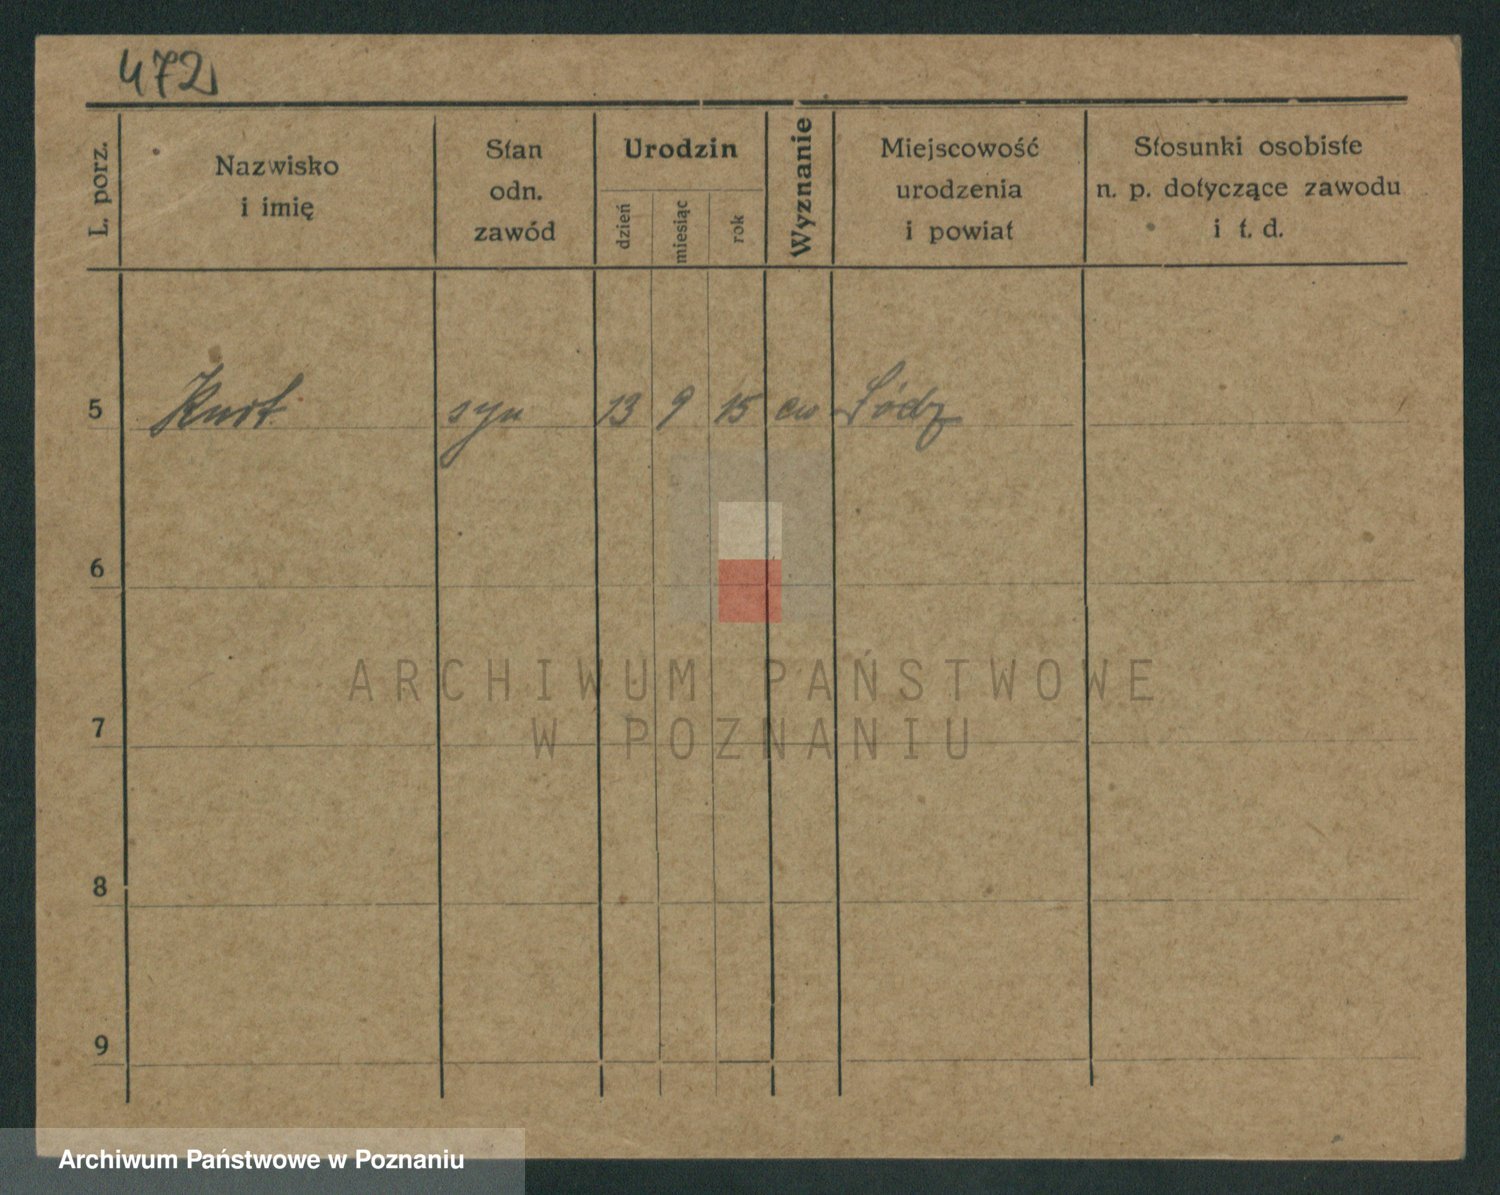 472
L. porz.
Nazwisko
i imię
Stan
odn.
zawód
Urodzin
dzień
miesiąc
rok
Wyznanie
Miejscowość
urodzenia
i powiat
Stosunki osobiste
n. p. dotyczące zawodu
i t. d.
5 Kurt syn 13 9 15 ew Łódz
6
7
8
9
ARCHIWUM PAŃSTWOWE
W POZNANIU
Archiwum Państwowe w Poznaniu